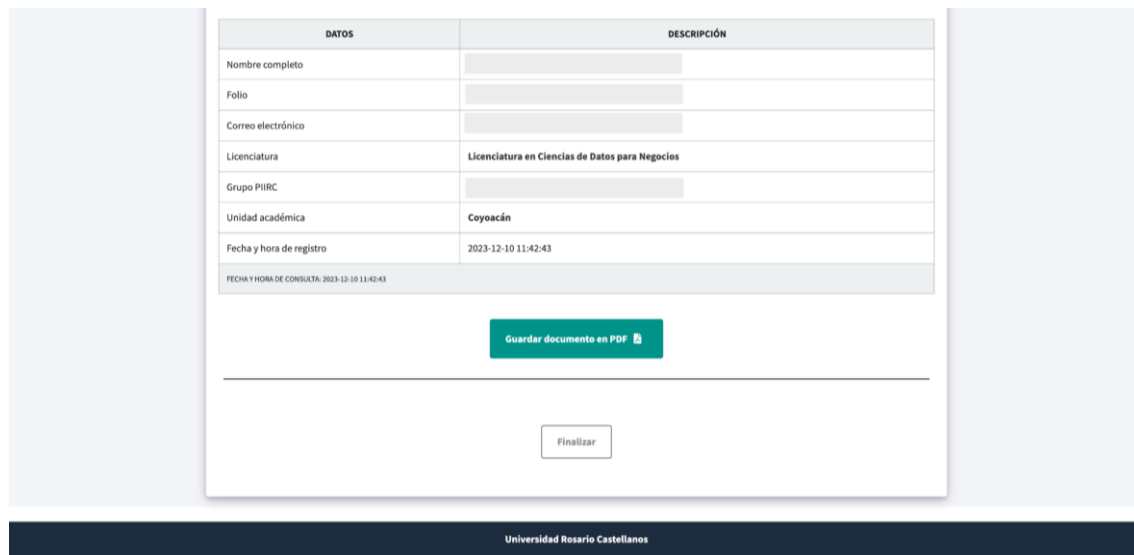 DATOS DESCRIPCIÓN
Nombre completo
Folio
Correo electrónico
Licenciatura Licenciatura en Ciencias de Datos para Negocios
Grupo PIIRC
Unidad académica Coyoacán
Fecha y hora de registro 2023-12-10 11:42:43
FECHA Y HORA DE CONSULTA: 2023-12-10 11:42:43
Guardar documento en PDF
Finalizar
Universidad Rosario Castellanos